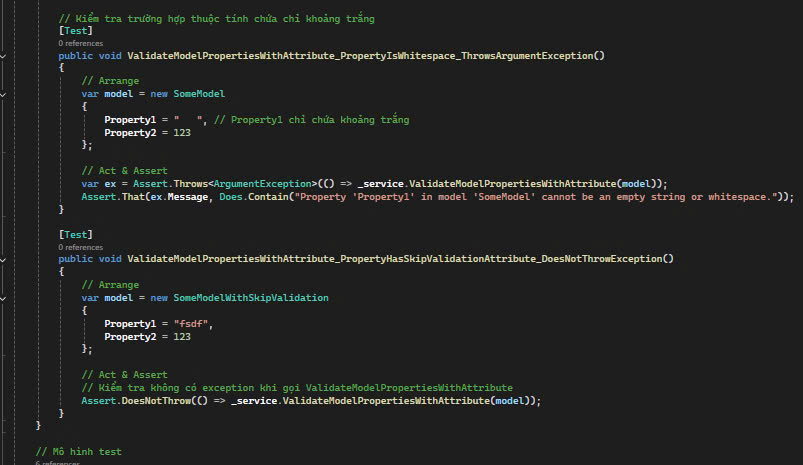 // Kiểm tra trường hợp thuộc tính chứa chỉ khoảng trắng
[Test]
0 references
public void ValidateModelPropertiesWithAttribute_PropertyIsWhitespace_ThrowsArgumentException()
{
// Arrange
var model = new SomeModel
{
Property1 = "   ", // Property1 chỉ chứa khoảng trắng
Property2 = 123
};
// Act & Assert
var ex = Assert.Throws<ArgumentException>(() => _service.ValidateModelPropertiesWithAttribute(model));
Assert.That(ex.Message, Does.Contain("Property 'Property1' in model 'SomeModel' cannot be an empty string or whitespace."));
}
[Test]
0 references
public void ValidateModelPropertiesWithAttribute_PropertyHasSkipValidationAttribute_DoesNotThrowException()
{
// Arrange
var model = new SomeModelWithSkipValidation
{
Property1 = "fsdf",
Property2 = 123
};
// Act & Assert
// Kiểm tra không có exception khi gọi ValidateModelPropertiesWithAttribute
Assert.DoesNotThrow(() => _service.ValidateModelPropertiesWithAttribute(model));
}
}
// Mô hình test
6 references